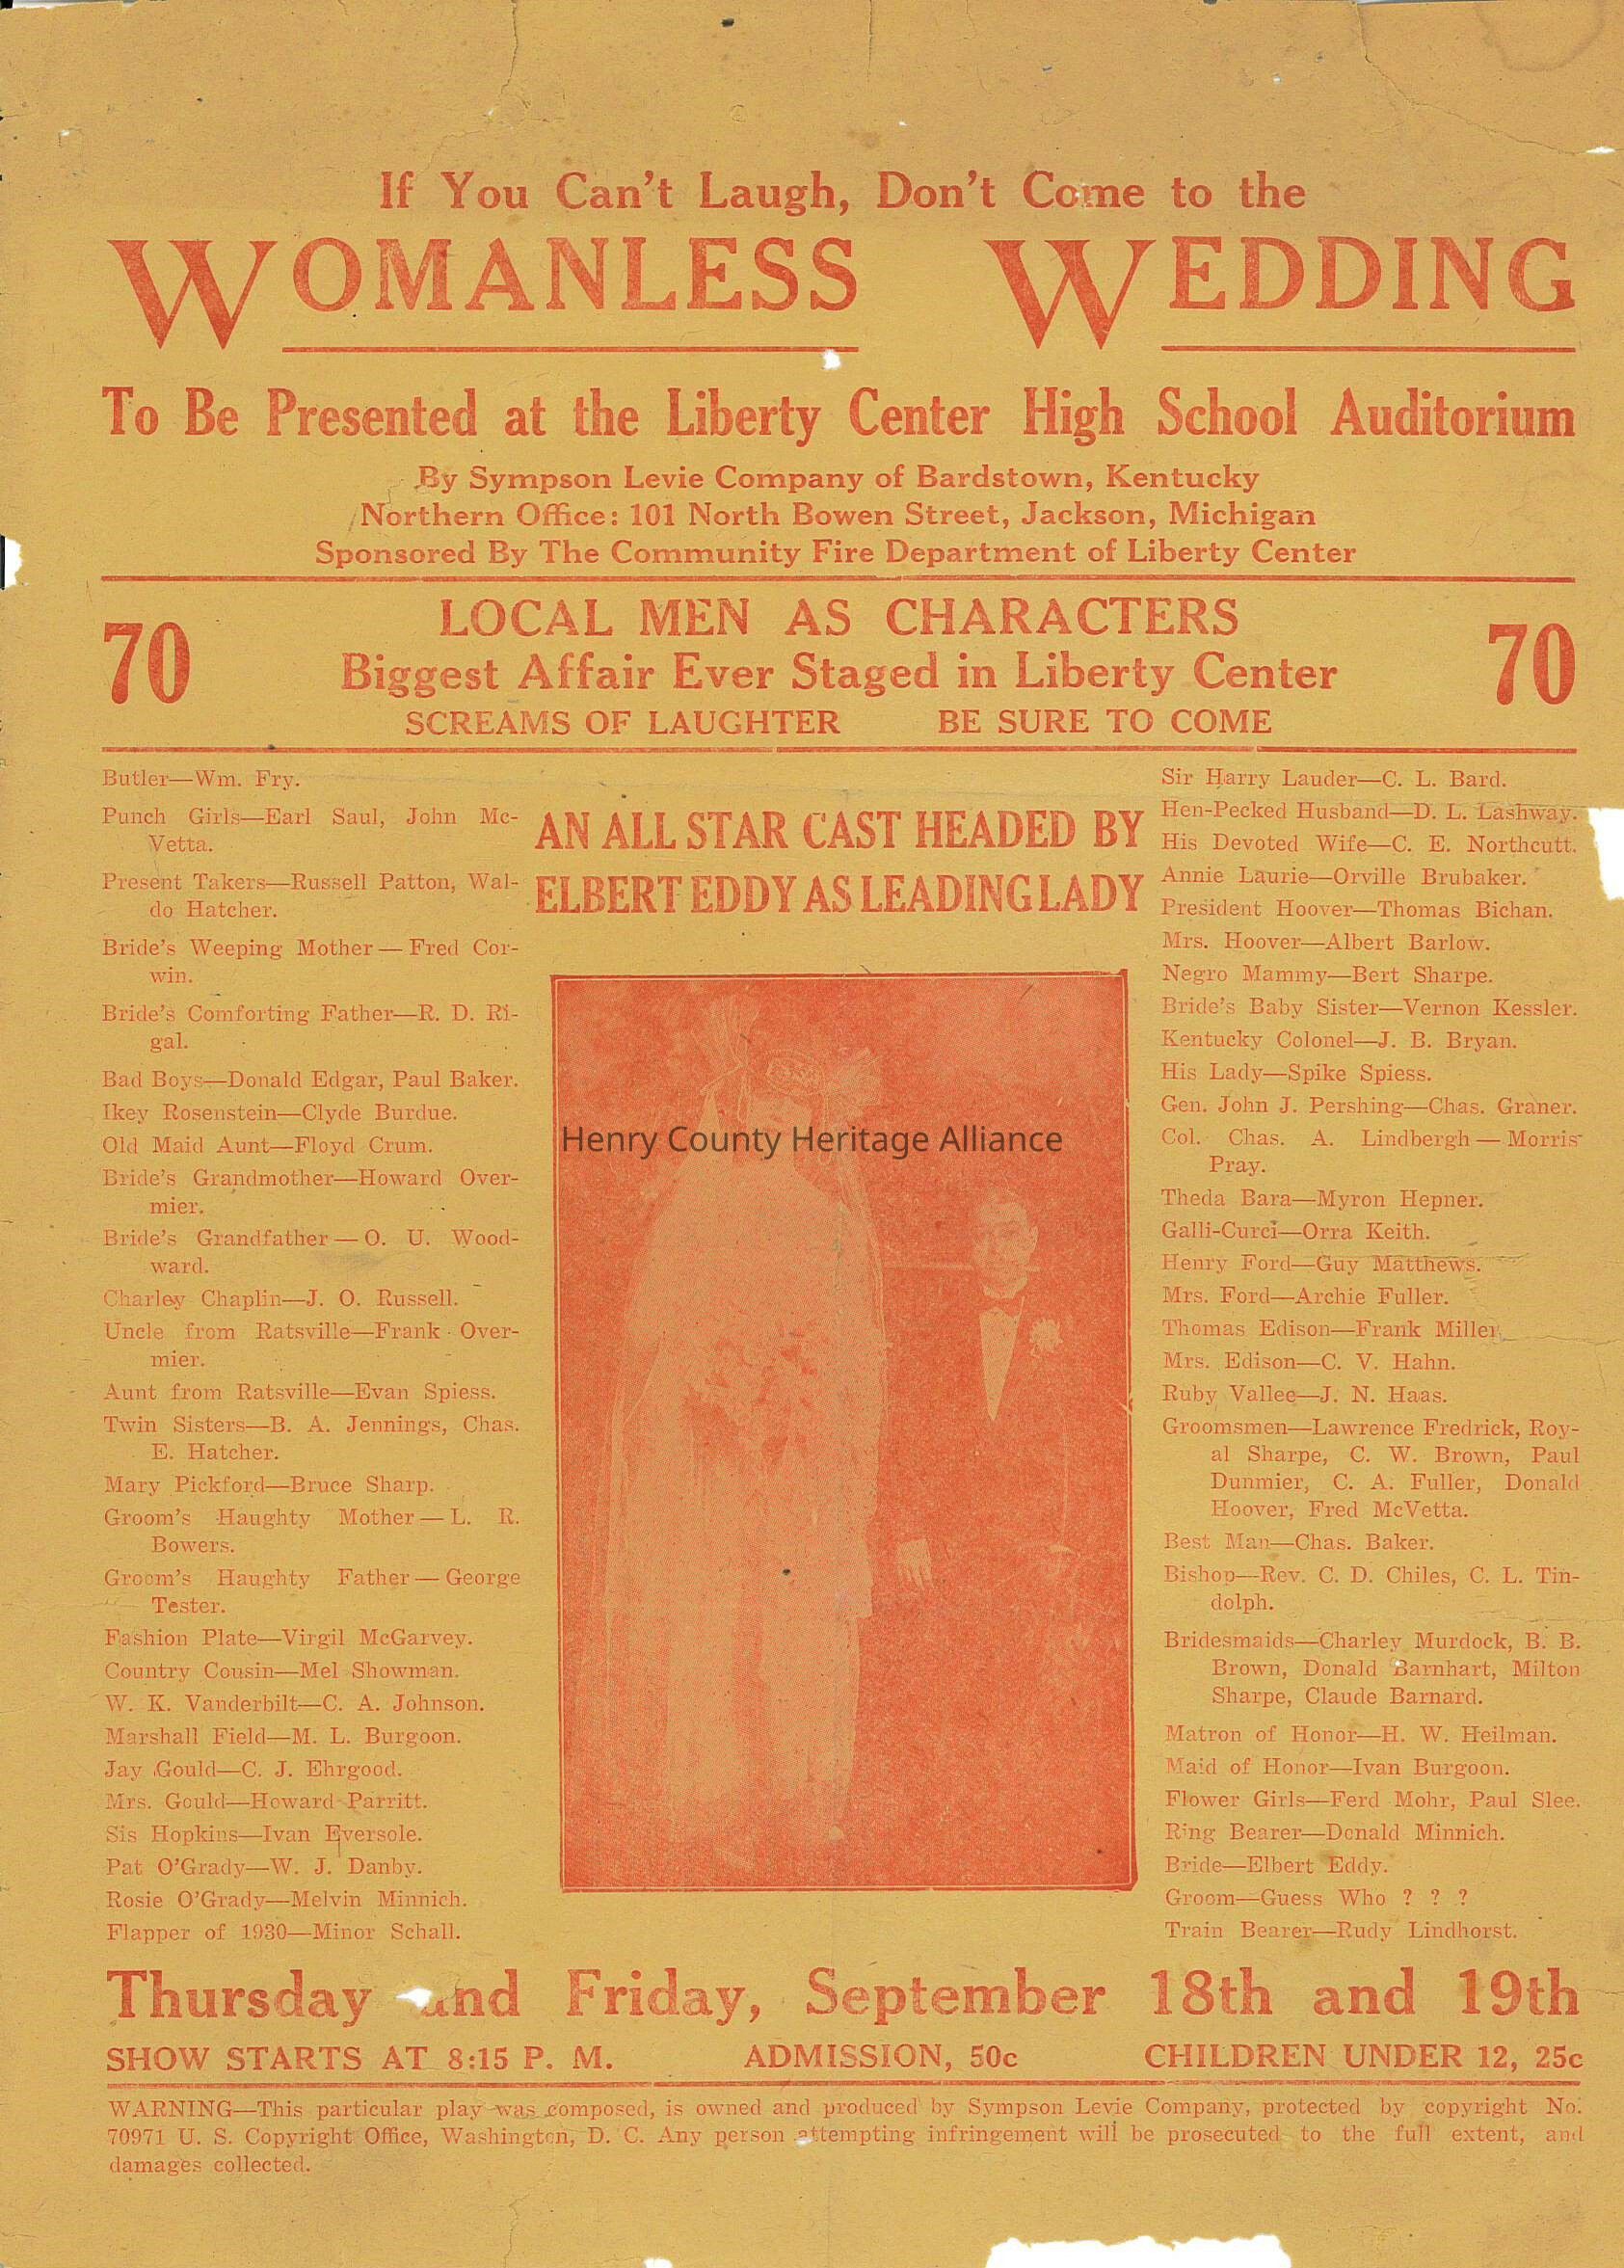 If You Can't Laugh, Don't Come to the
WOMANLESS WEDDING
To Be Presented at the Liberty Center High School Auditorium
By Sympson Levie Company of Bardstown, Kentucky
Northern Office: 101 North Bowen Street, Jackson, Michigan
Sponsored By The Community Fire Department of Liberty Center
70
LOCAL MEN AS CHARACTERS
Biggest Affair Ever Staged in Liberty Center
SCREAMS OF LAUGHTER BE SURE TO COME
70
Butler—Wm. Fry.
Punch Girls—Earl Saul, John Mc-
Vetta.
Present Takers—Russell Patton, Wal-
do Hatcher.
Bride's Weeping Mother—Fred Cor-
win.
Bride's Comforting Father—R. D. Ri-
gal.
Bad Boys—Donald Edgar, Paul Baker.
Ikey Rosenstein—Clyde Burdue.
Old Maid Aunt—Floyd Crum.
Bride's Grandmother—Howard Over-
mier.
Bride's Grandfather—O. U. Wood-
ward.
Charley Chaplin—J. O. Russell.
Uncle from Ratsville—Frank Over-
mier.
Aunt from Ratsville—Evan Spiess.
Twin Sisters—B. A. Jennings, Chas.
E. Hatcher.
Mary Pickford—Bruce Sharp.
Groom's Haughty Mother—L. R.
Bowers.
Groom's Haughty Father—George
Tester.
Fashion Plate—Virgil McGarvey.
Country Cousin—Mel Showman.
W. K. Vanderbilt—C. A. Johnson.
Marshall Field—M. L. Burgoon.
Jay Gould—C. J. Ehrgood.
Mrs. Gould—Howard Parritt.
Sis Hopkins—Ivan Eversole.
Pat O'Grady—W. J. Danby.
Rosie O'Grady—Melvin Minnich.
Flapper of 1930—Minor Schall.
AN ALL STAR CAST HEADED BY
ELBERT EDDY AS LEADING LADY
Henry County Heritage Alliance
Sir Harry Lauder—C. L. Bard.
Hen-Pecked Husband—D. L. Lashway.
His Devoted Wife—C. E. Northcutt.
Annie Laurie—Orville Brubaker.
President Hoover—Thomas Bichan.
Mrs. Hoover—Albert Barlow.
Negro Mammy—Bert Sharpe.
Bride's Baby Sister—Vernon Kessler.
Kentucky Colonel—J. B. Bryan.
His Lady—Spike Spiess.
Gen. John J. Pershing—Chas. Graner.
Col. Chas. A. Lindbergh—Morris
Pray.
Theda Bara—Myron Hepner.
Galli-Curci—Orra Keith.
Henry Ford—Guy Matthews.
Mrs. Ford—Archie Fuller.
Thomas Edison—Frank Miller.
Mrs. Edison—C. V. Hahn.
Ruby Vallee—J. N. Haas.
Groomsmen—Lawrence Fredrick, Roy-
al Sharpe, C. W. Brown, Paul
Dunmier, C. A. Fuller, Donald
Hoover, Fred McVetta.
Best Man—Chas. Baker.
Bishop—Rev. C. D. Chiles, C. L. Tin-
dolph.
Bridesmaids—Charley Murdock, B. B.
Brown, Donald Barnhart, Milton
Sharpe, Claude Barnard.
Matron of Honor—H. W. Heilman.
Maid of Honor—Ivan Burgoon.
Flower Girls—Ferd Mohr, Paul Slee.
Ring Bearer—Donald Minnich.
Bride—Elbert Eddy.
Groom—Guess Who ? ? ?
Train Bearer—Rudy Lindhorst.
Thursday and Friday, September 18th and 19th
SHOW STARTS AT 8:15 P. M. ADMISSION, 50c CHILDREN UNDER 12, 25c
WARNING—This particular play was composed, is owned and produced by Sympson Levie Company, protected by copyright No.
70971 U. S. Copyright Office, Washington, D. C. Any person attempting infringement will be prosecuted to the full extent, and
damages collected.